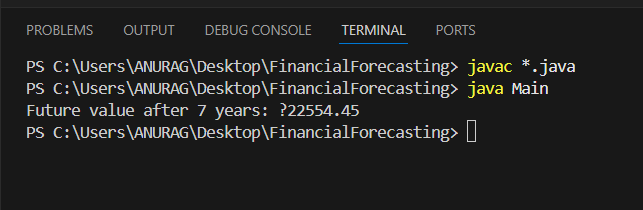 PROBLEMS OUTPUT DEBUG CONSOLE TERMINAL PORTS
PS C:\Users\ANURAG\Desktop\FinancialForecasting> javac *.java
PS C:\Users\ANURAG\Desktop\FinancialForecasting> java Main
Future value after 7 years: ?22554.45
PS C:\Users\ANURAG\Desktop\FinancialForecasting>